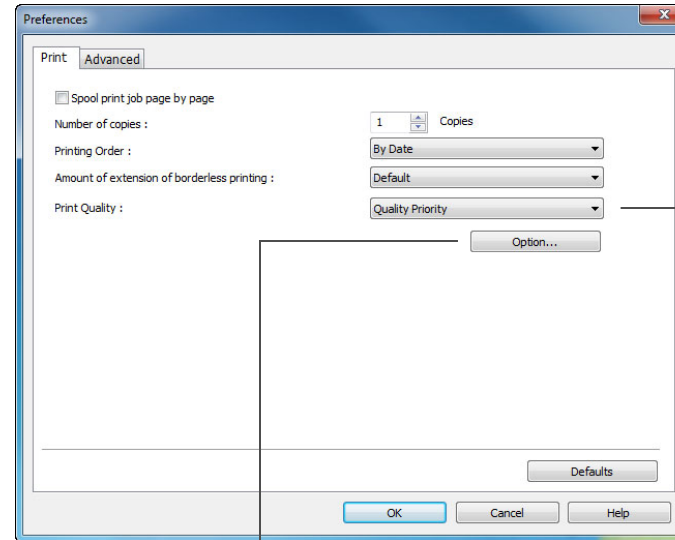 Preferences
x
Print Advanced
Spool print job page by page
Number of copies : 1 Copies
Printing Order : By Date
Amount of extension of borderless printing : Default
Print Quality : Quality Priority
Option...
Defaults
OK Cancel Help